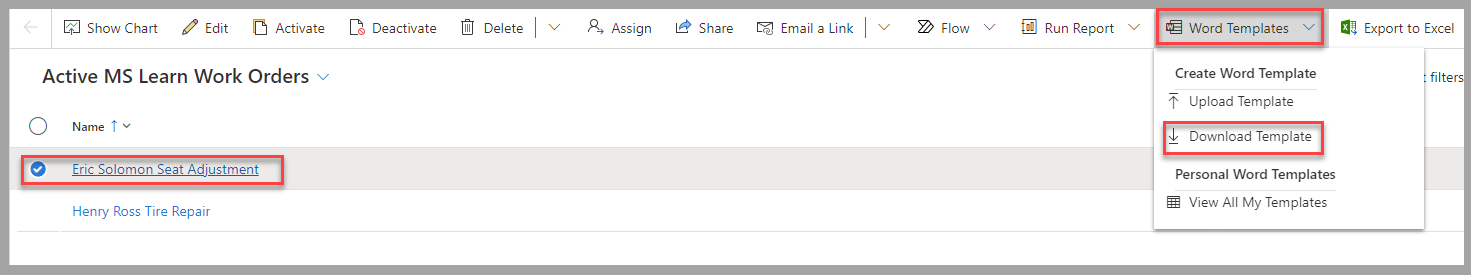 Show Chart Edit Activate Deactivate Delete Assign Share Email a Link Flow Run Report Word Templates Export to Excel
Active MS Learn Work Orders
Create Word Template
t filters
Upload Template
Name
Download Template
Eric Solomon Seat Adjustment
Personal Word Templates
View All My Templates
Henry Ross Tire Repair